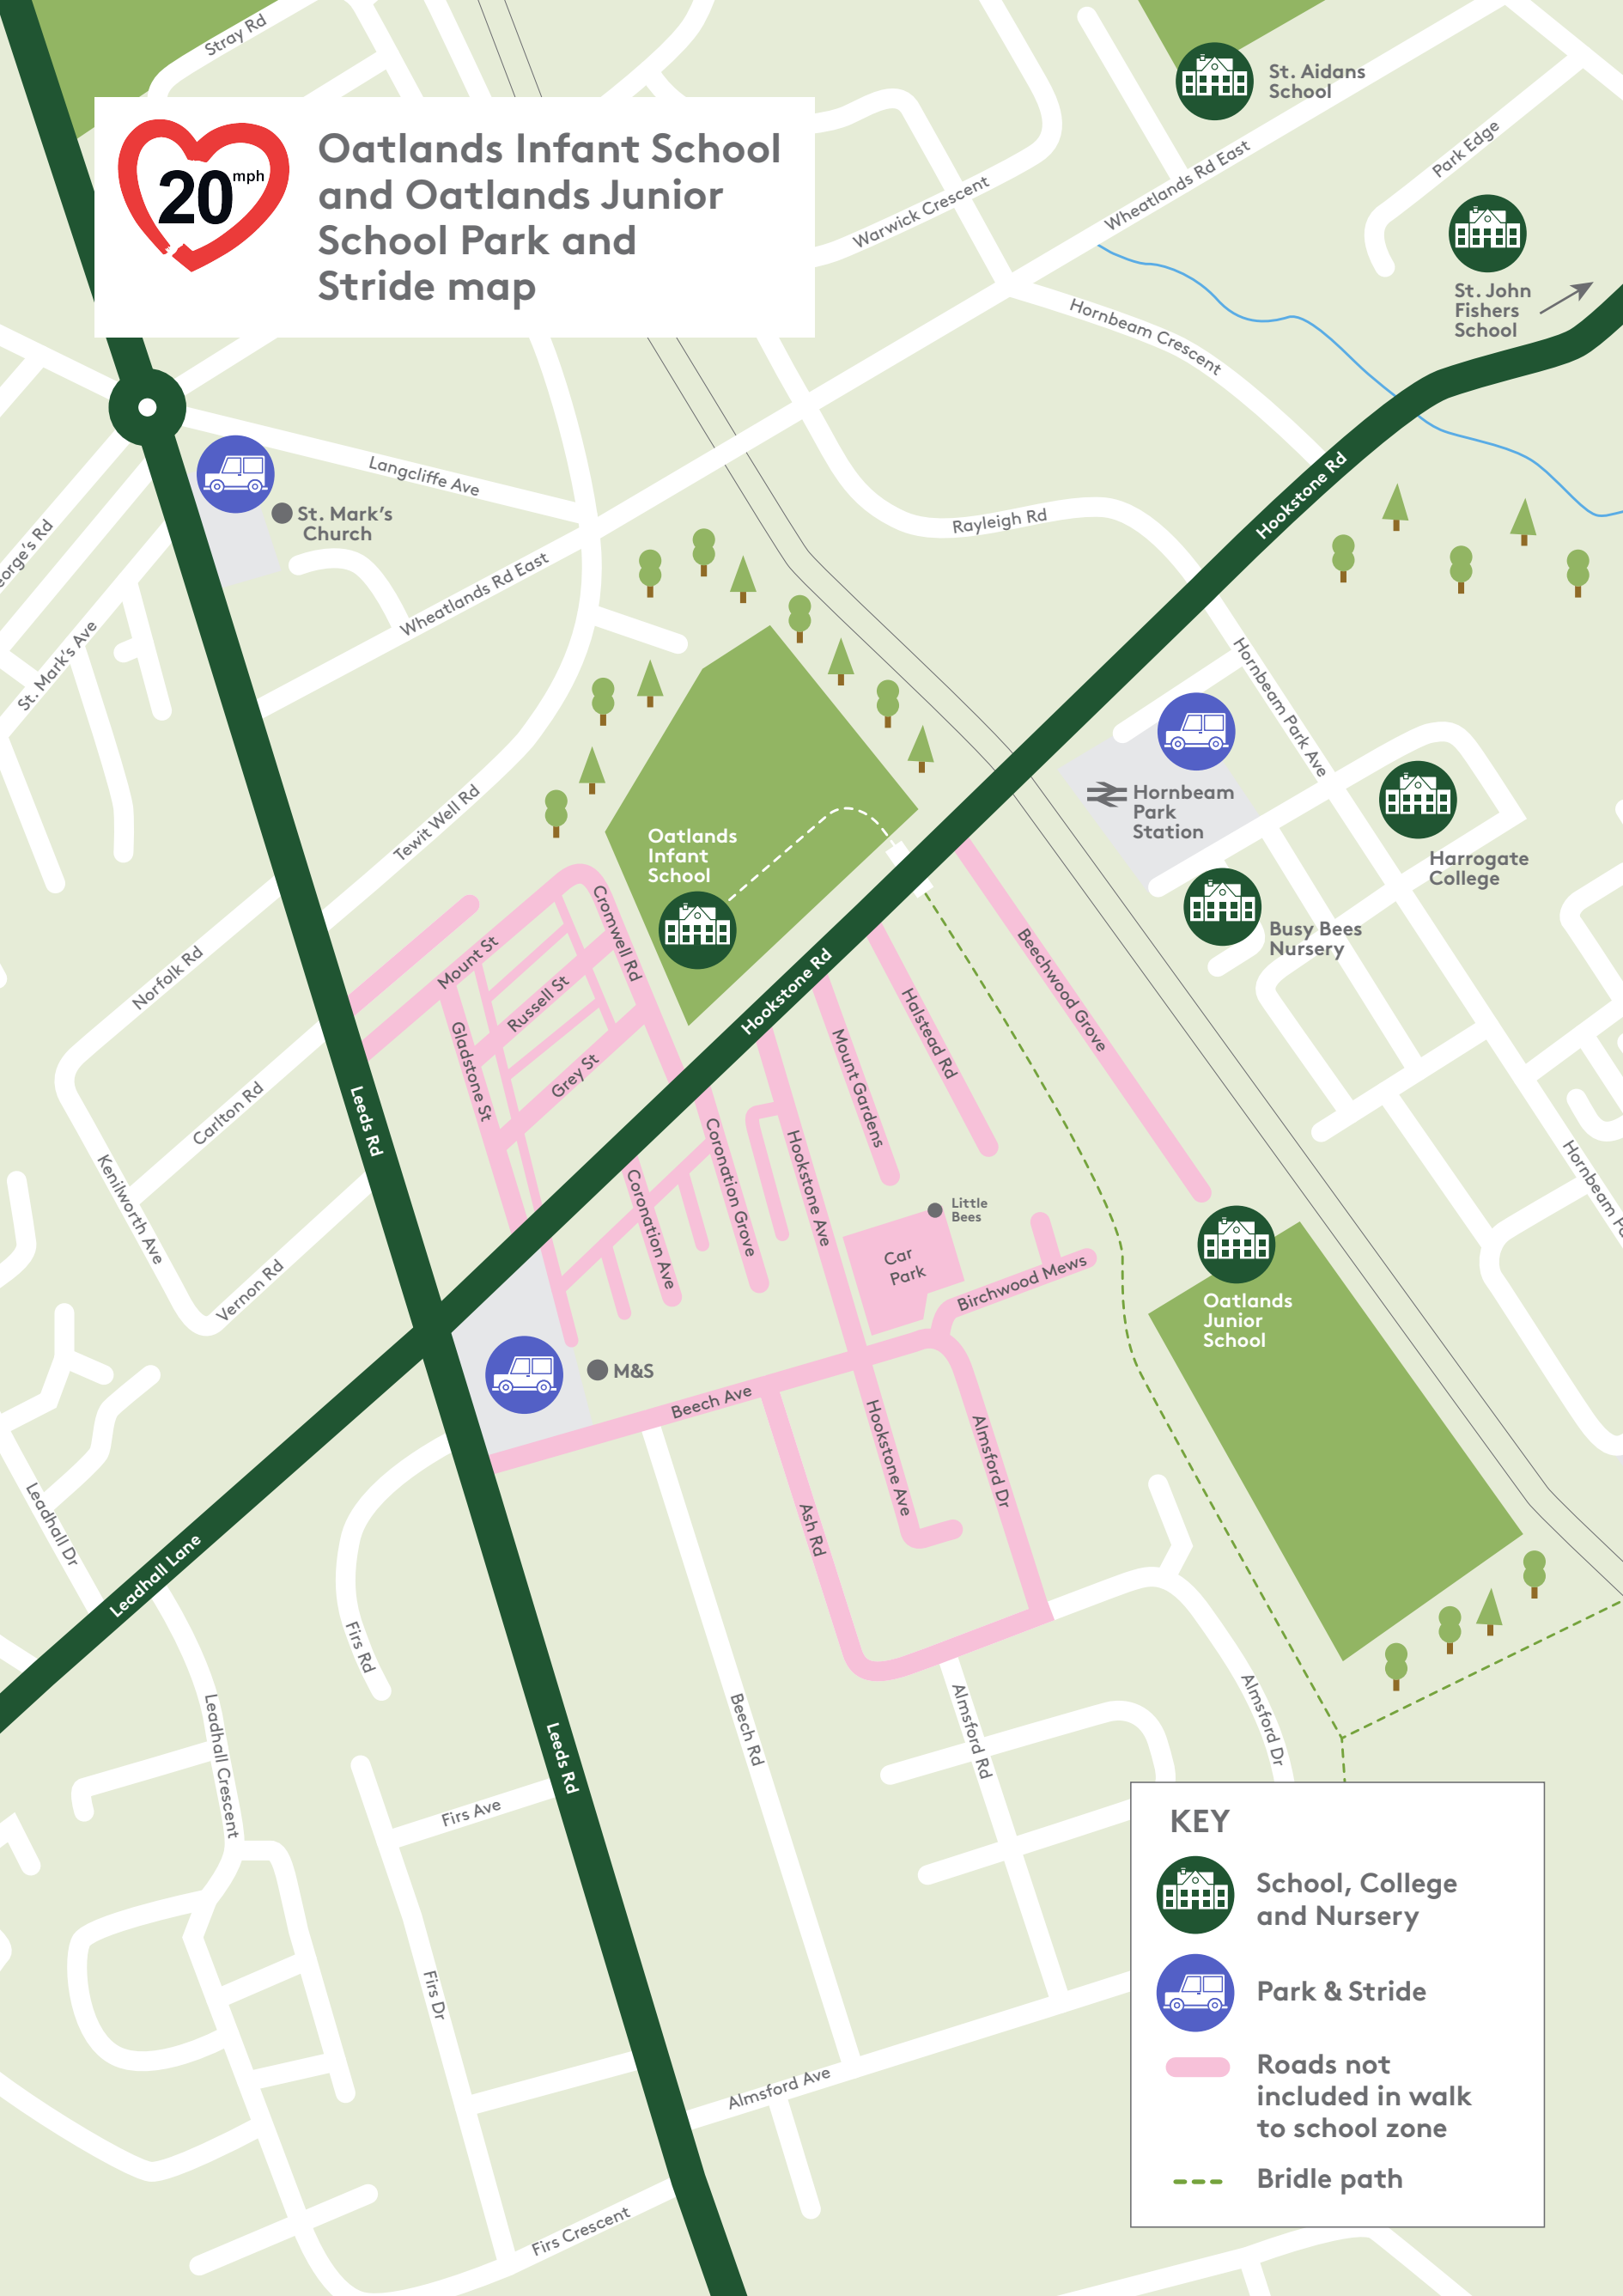 Stray Rd
St. Aidans
School
20 mph
Oatlands Infant School
and Oatlands Junior
School Park and
Stride map
Park Edge
Warwick Crescent
Wheatlands Rd East
St. John
Fishers
School
Hornbeam Crescent
Langcliffe Ave
Hookstone Rd
St. Mark's
Church
Rayleigh Rd
eorge's Rd
Wheatlands Rd East
St. Mark's Ave
Hornbeam Park Ave
Hornbeam
Park
Station
Tewit Well Rd
Oatlands
Infant
School
Harrogate
College
Cromwell Rd
Busy Bees
Nursery
Mount St
Norfolk Rd
Russell St
Hookstone Rd
Beechwood Grove
Halstead Rd
Gladstone St
Grey St
Mount Gardens
Carlton Rd
Leeds Rd
Coronation Grove
Hookstone Ave
Kenilworth Ave
Coronation Ave
Little
Bees
Hornbeam Pa
Car
Park
Birchwood Mews
Vernon Rd
Oatlands
Junior
School
M&S
Beech Ave
Hookstone Ave
Almsford Dr
Leadhall Dr
Ash Rd
Leadhall Lane
Firs Rd
Leadhall Crescent
Beech Rd
Almsford Rd
Almsford Dr
Leeds Rd
Firs Ave
KEY
School, College
and Nursery
Park & Stride
Firs Dr
Roads not
included in walk
to school zone
Almsford Ave
Bridle path
Firs Crescent